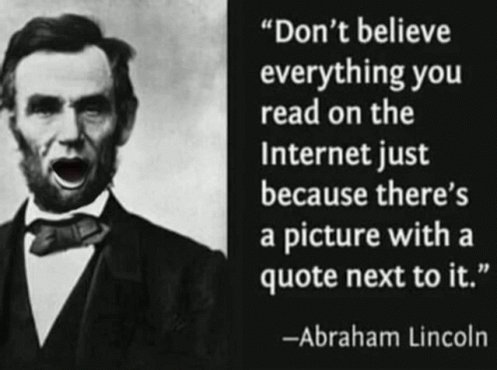 “Don’t believe
everything you
read on the
Internet just
because there’s
a picture with a
quote next to it.”
–Abraham Lincoln